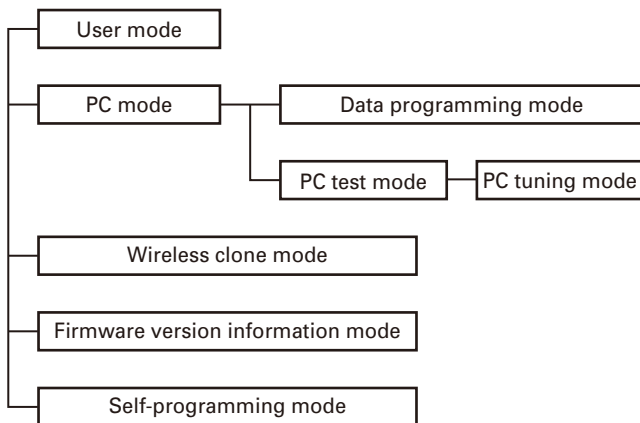 User mode
PC mode
Data programming mode
PC test mode
PC tuning mode
Wireless clone mode
Firmware version information mode
Self-programming mode